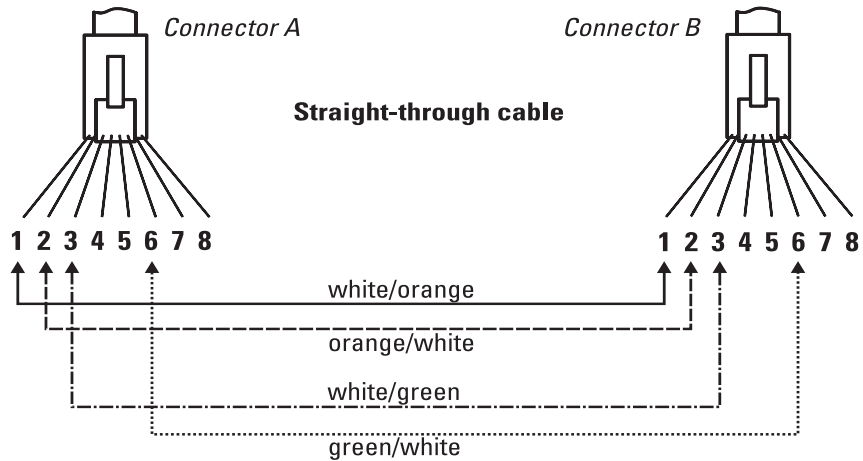 Connector A
Connector B
Straight-through cable
1 2 3 4 5 6 7 8
1 2 3 4 5 6 7 8
white/orange
orange/white
white/green
green/white